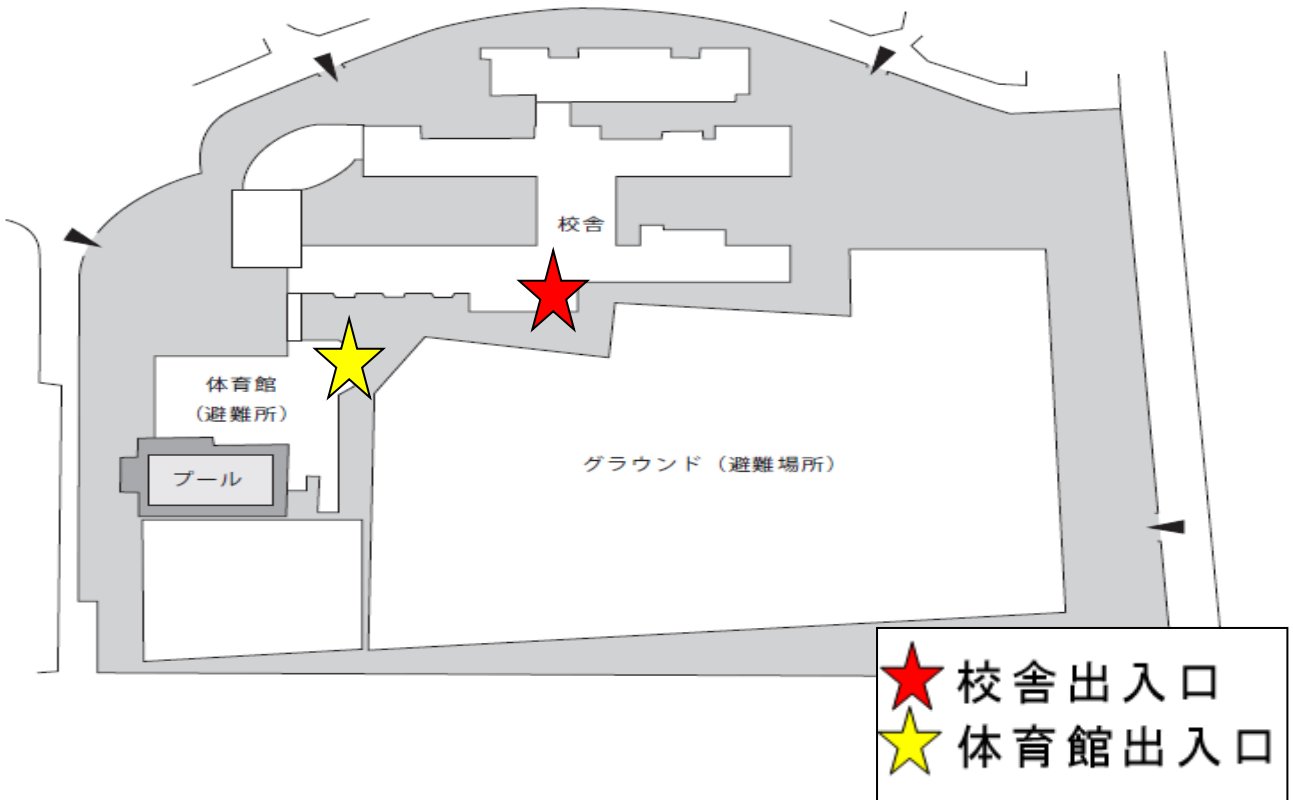 校舎
体育館
（避難所）
グラウンド（避難場所）
プール
校舎出入口
体育館出入口